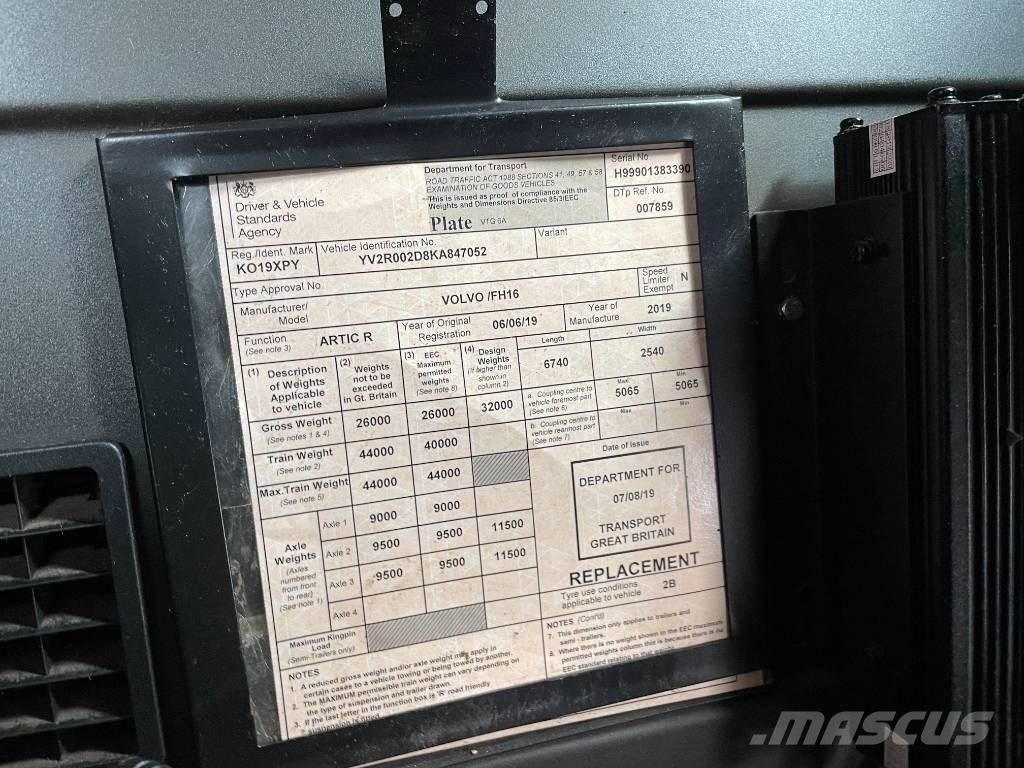 Driver & Vehicle
Standards
Agency
Department for Transport
ROAD TRAFFIC ACT 1988 SECTIONS 41, 49, 57 & 58
EXAMINATION OF GOODS VEHICLES
This is issued as proof of compliance with the
Weights and Dimensions Directive 85/3/EEC
Plate VTG 6A
Serial No
H99901383390
DTp Ref. No.
007859
Reg./Ident. Mark
KO19XPY
Vehicle Identification No.
YV2R002D8KA847052
Variant
Type Approval No.
Manufacturer/
Model
VOLVO /FH16
Speed
Limiter
Exempt
N
Function
(See note 3)
ARTIC R
Year of Original
Registration
06/06/19
Year of
Manufacture
2019
(1) Description
of Weights
Applicable
to vehicle
(2)
Weights
not to be
exceeded
in Gt. Britain
(3) EEC
Maximum
permitted
weights
(See note 8)
(4) Design
Weights
(If higher than
shown in
column 2)
Length
6740
Width
2540
Gross Weight
(See notes 1 & 4)
26000
26000
32000
a. Coupling centre to
vehicle foremost part
(See note 6)
Max.
5065
Min.
5065
Train Weight
(See note 2)
44000
40000
b. Coupling centre to
vehicle rearmost part
(See note 7)
Max
Min
Max.Train Weight
(See note 5)
44000
44000
Axle
Weights
(Axles
numbered
from front
to rear)
(See note 1)
Axle 1
9000
9000
Axle 2
9500
9500
11500
Axle 3
9500
9500
11500
Axle 4
Maximum Kingpin
Load
(Semi-Trailers only)
Date of Issue
DEPARTMENT FOR
07/08/19
TRANSPORT
GREAT BRITAIN
REPLACEMENT
Tyre use conditions
applicable to vehicle
2B
NOTES
1. A reduced gross weight and/or axle weight may apply in
certain cases to a vehicle towing or being towed by another.
2. The MAXIMUM permissible train weight can vary depending on
the type of suspension and trailer drawn.
3. If the last letter in the function box is 'R' road friendly
suspension is fitted
NOTES (Cont'd)
7. This dimension only applies to trailers and
semi - trailers.
8. Where there is no weight shown in the EEC maximum
permitted weights column this is because there is no
EEC standard relating to that weight.
MASCUS